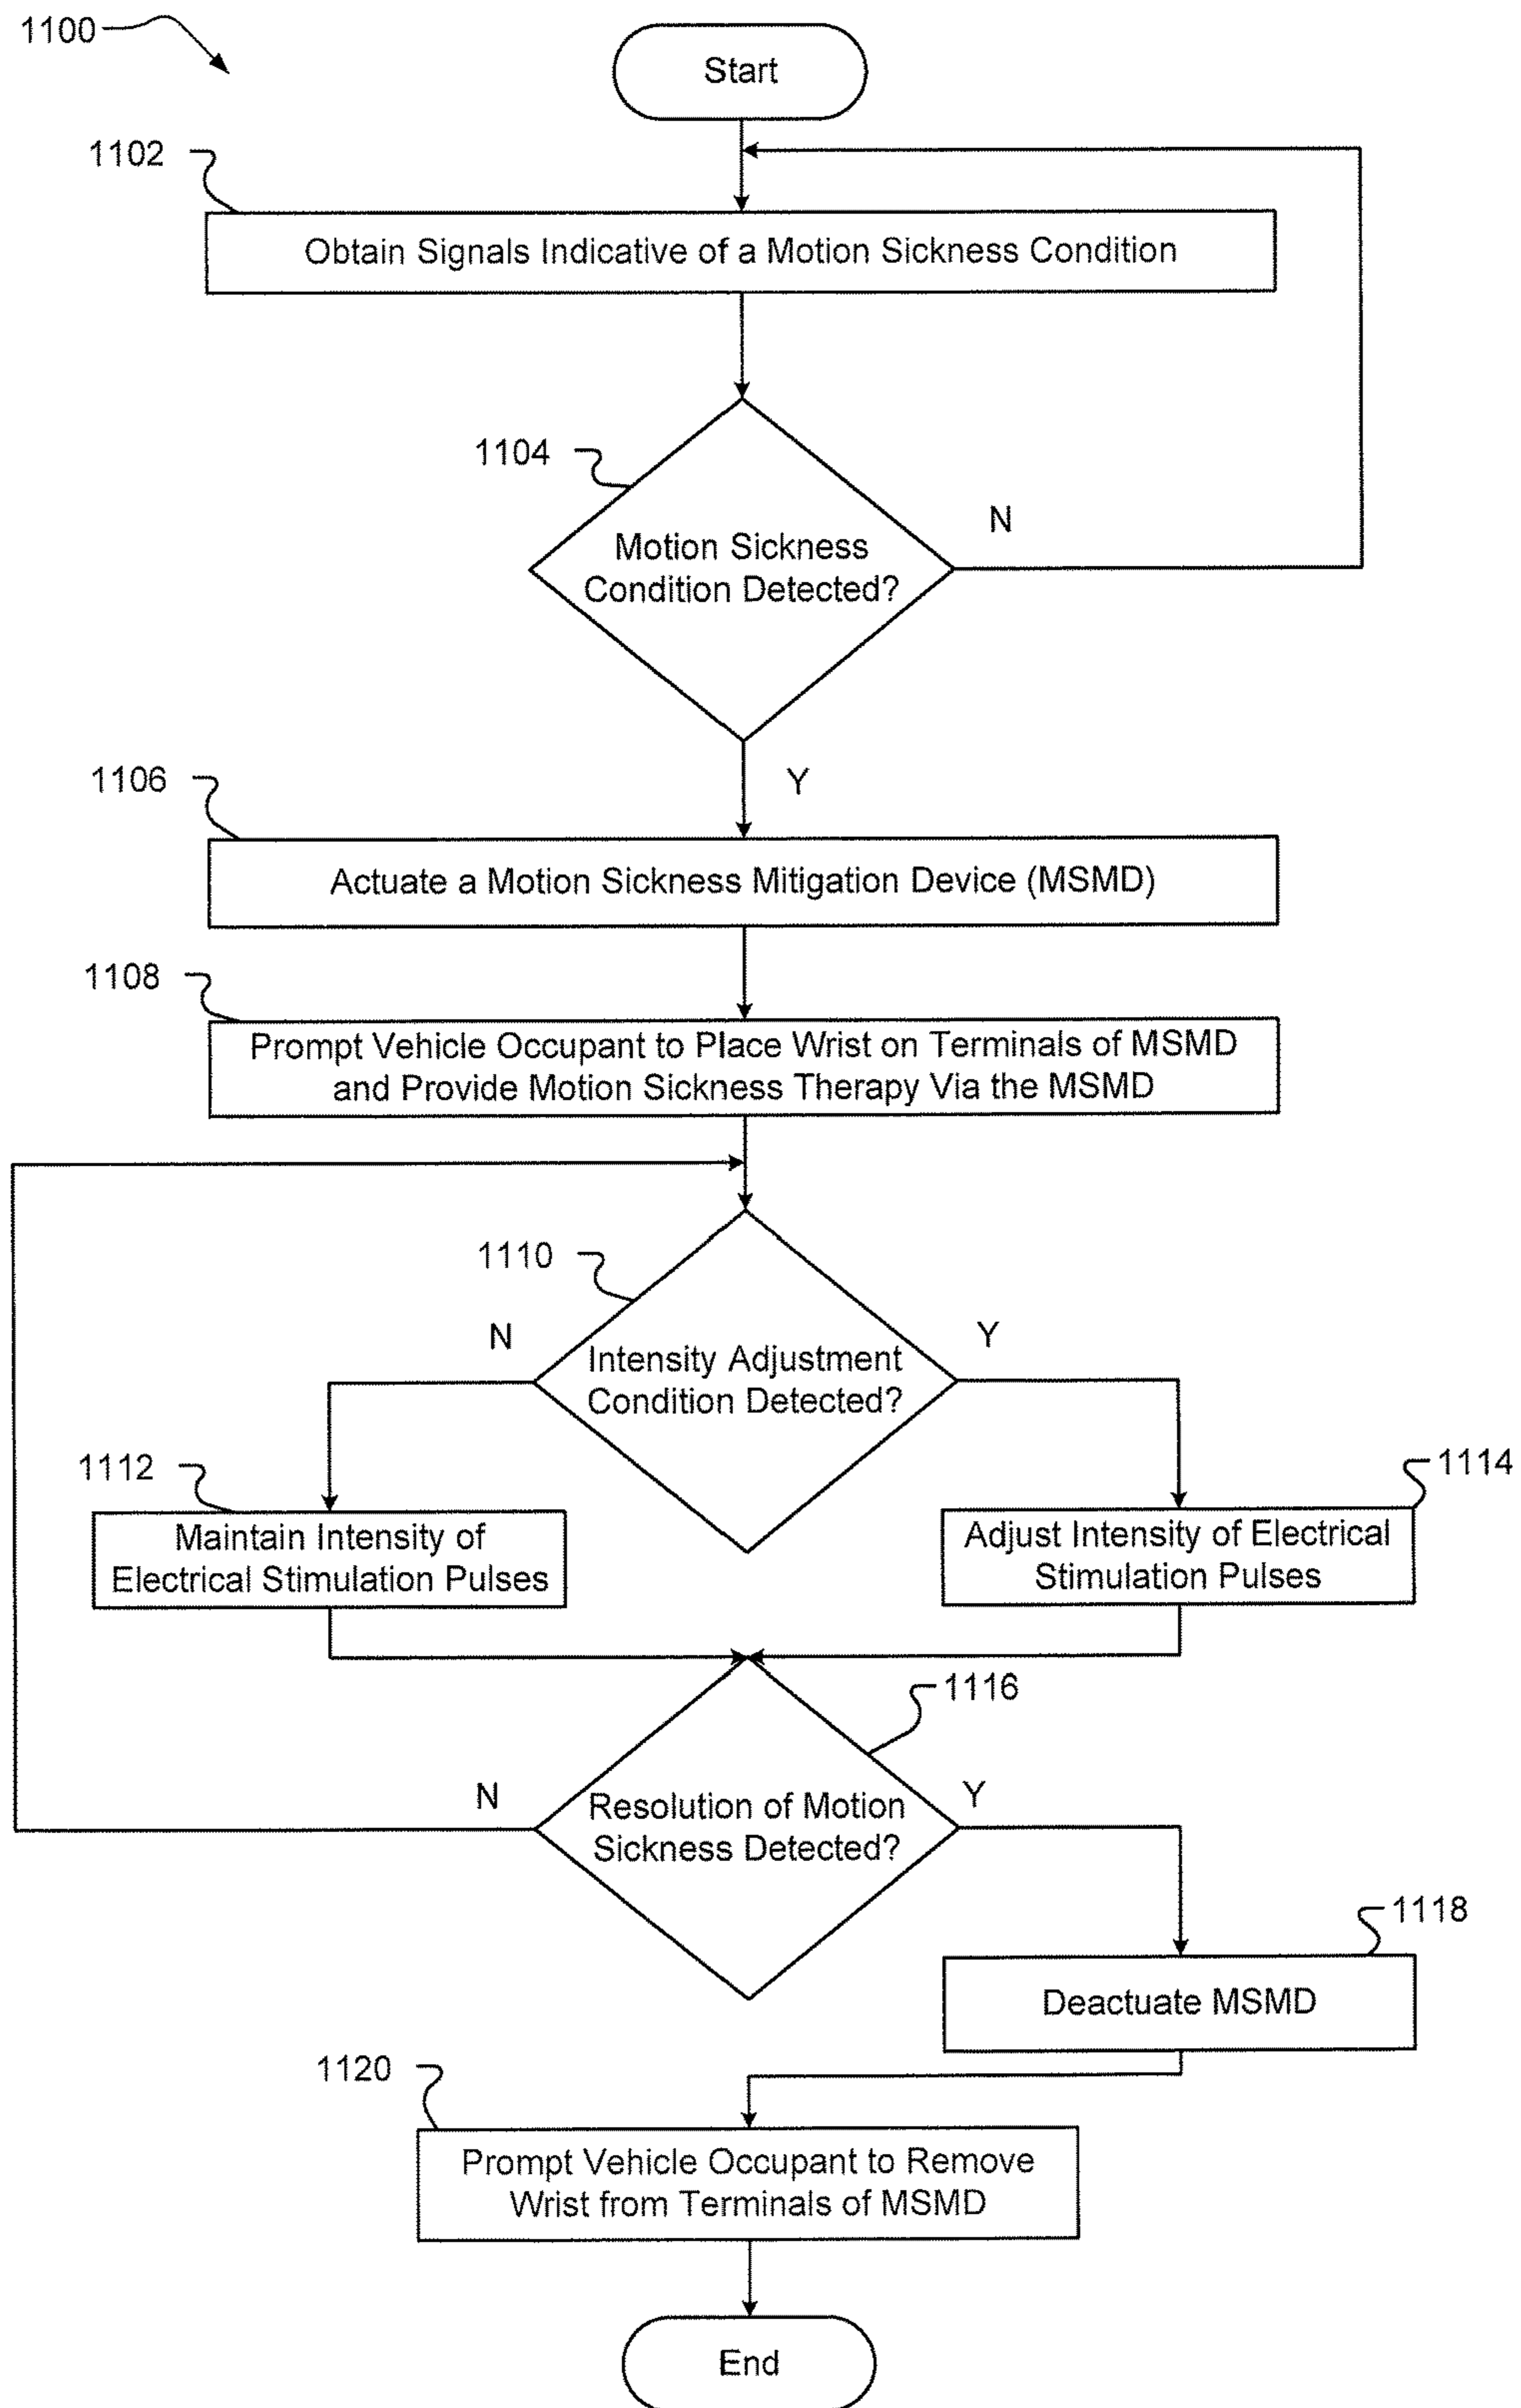 1100
Start
1102
Obtain Signals Indicative of a Motion Sickness Condition
1104
Motion Sickness
Condition Detected?
N
Y
1106
Actuate a Motion Sickness Mitigation Device (MSMD)
1108
Prompt Vehicle Occupant to Place Wrist on Terminals of MSMD
and Provide Motion Sickness Therapy Via the MSMD
1110
N
Y
Intensity Adjustment
Condition Detected?
1112
Maintain Intensity of
Electrical Stimulation Pulses
1114
Adjust Intensity of Electrical
Stimulation Pulses
1116
N
Y
Resolution of Motion
Sickness Detected?
1118
Deactuate MSMD
1120
Prompt Vehicle Occupant to Remove
Wrist from Terminals of MSMD
End